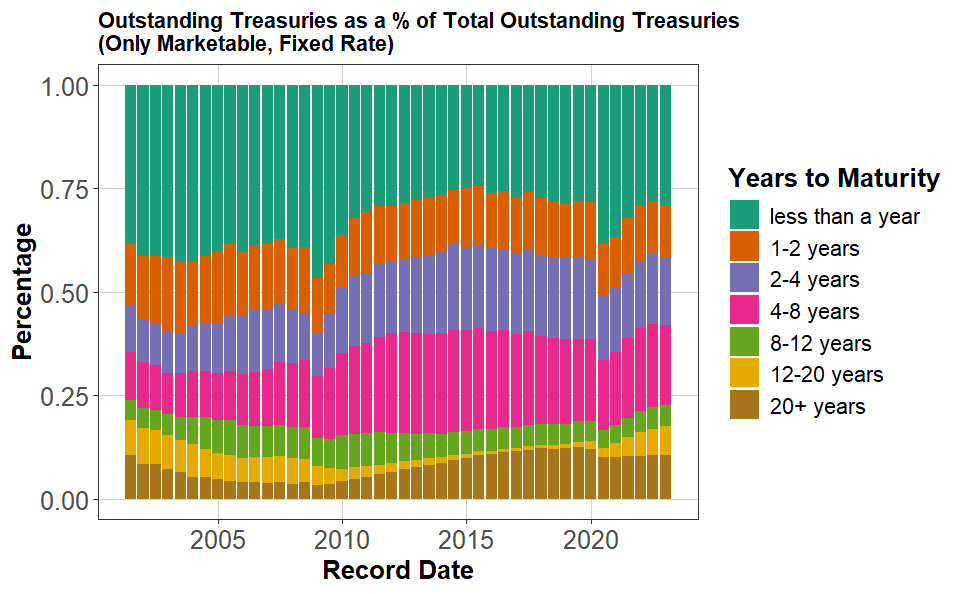 Outstanding Treasuries as a % of Total Outstanding Treasuries
(Only Marketable, Fixed Rate)
1.00
0.75
0.50
0.25
0.00
Percentage
2005
2010
2015
2020
Record Date
Years to Maturity
less than a year
1-2 years
2-4 years
4-8 years
8-12 years
12-20 years
20+ years